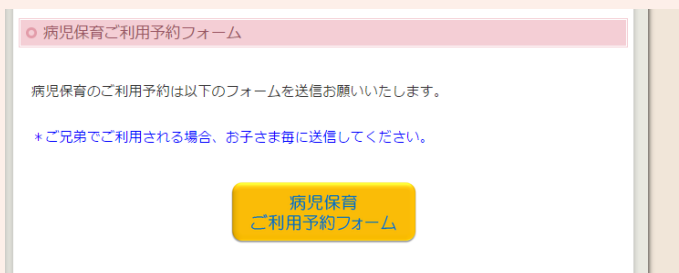 病児保育ご利用予約フォーム
病児保育のご利用予約は以下のフォームを送信お願いいたします。
＊ご兄弟でご利用される場合、お子さま毎に送信してください。
病児保育
ご利用予約フォーム